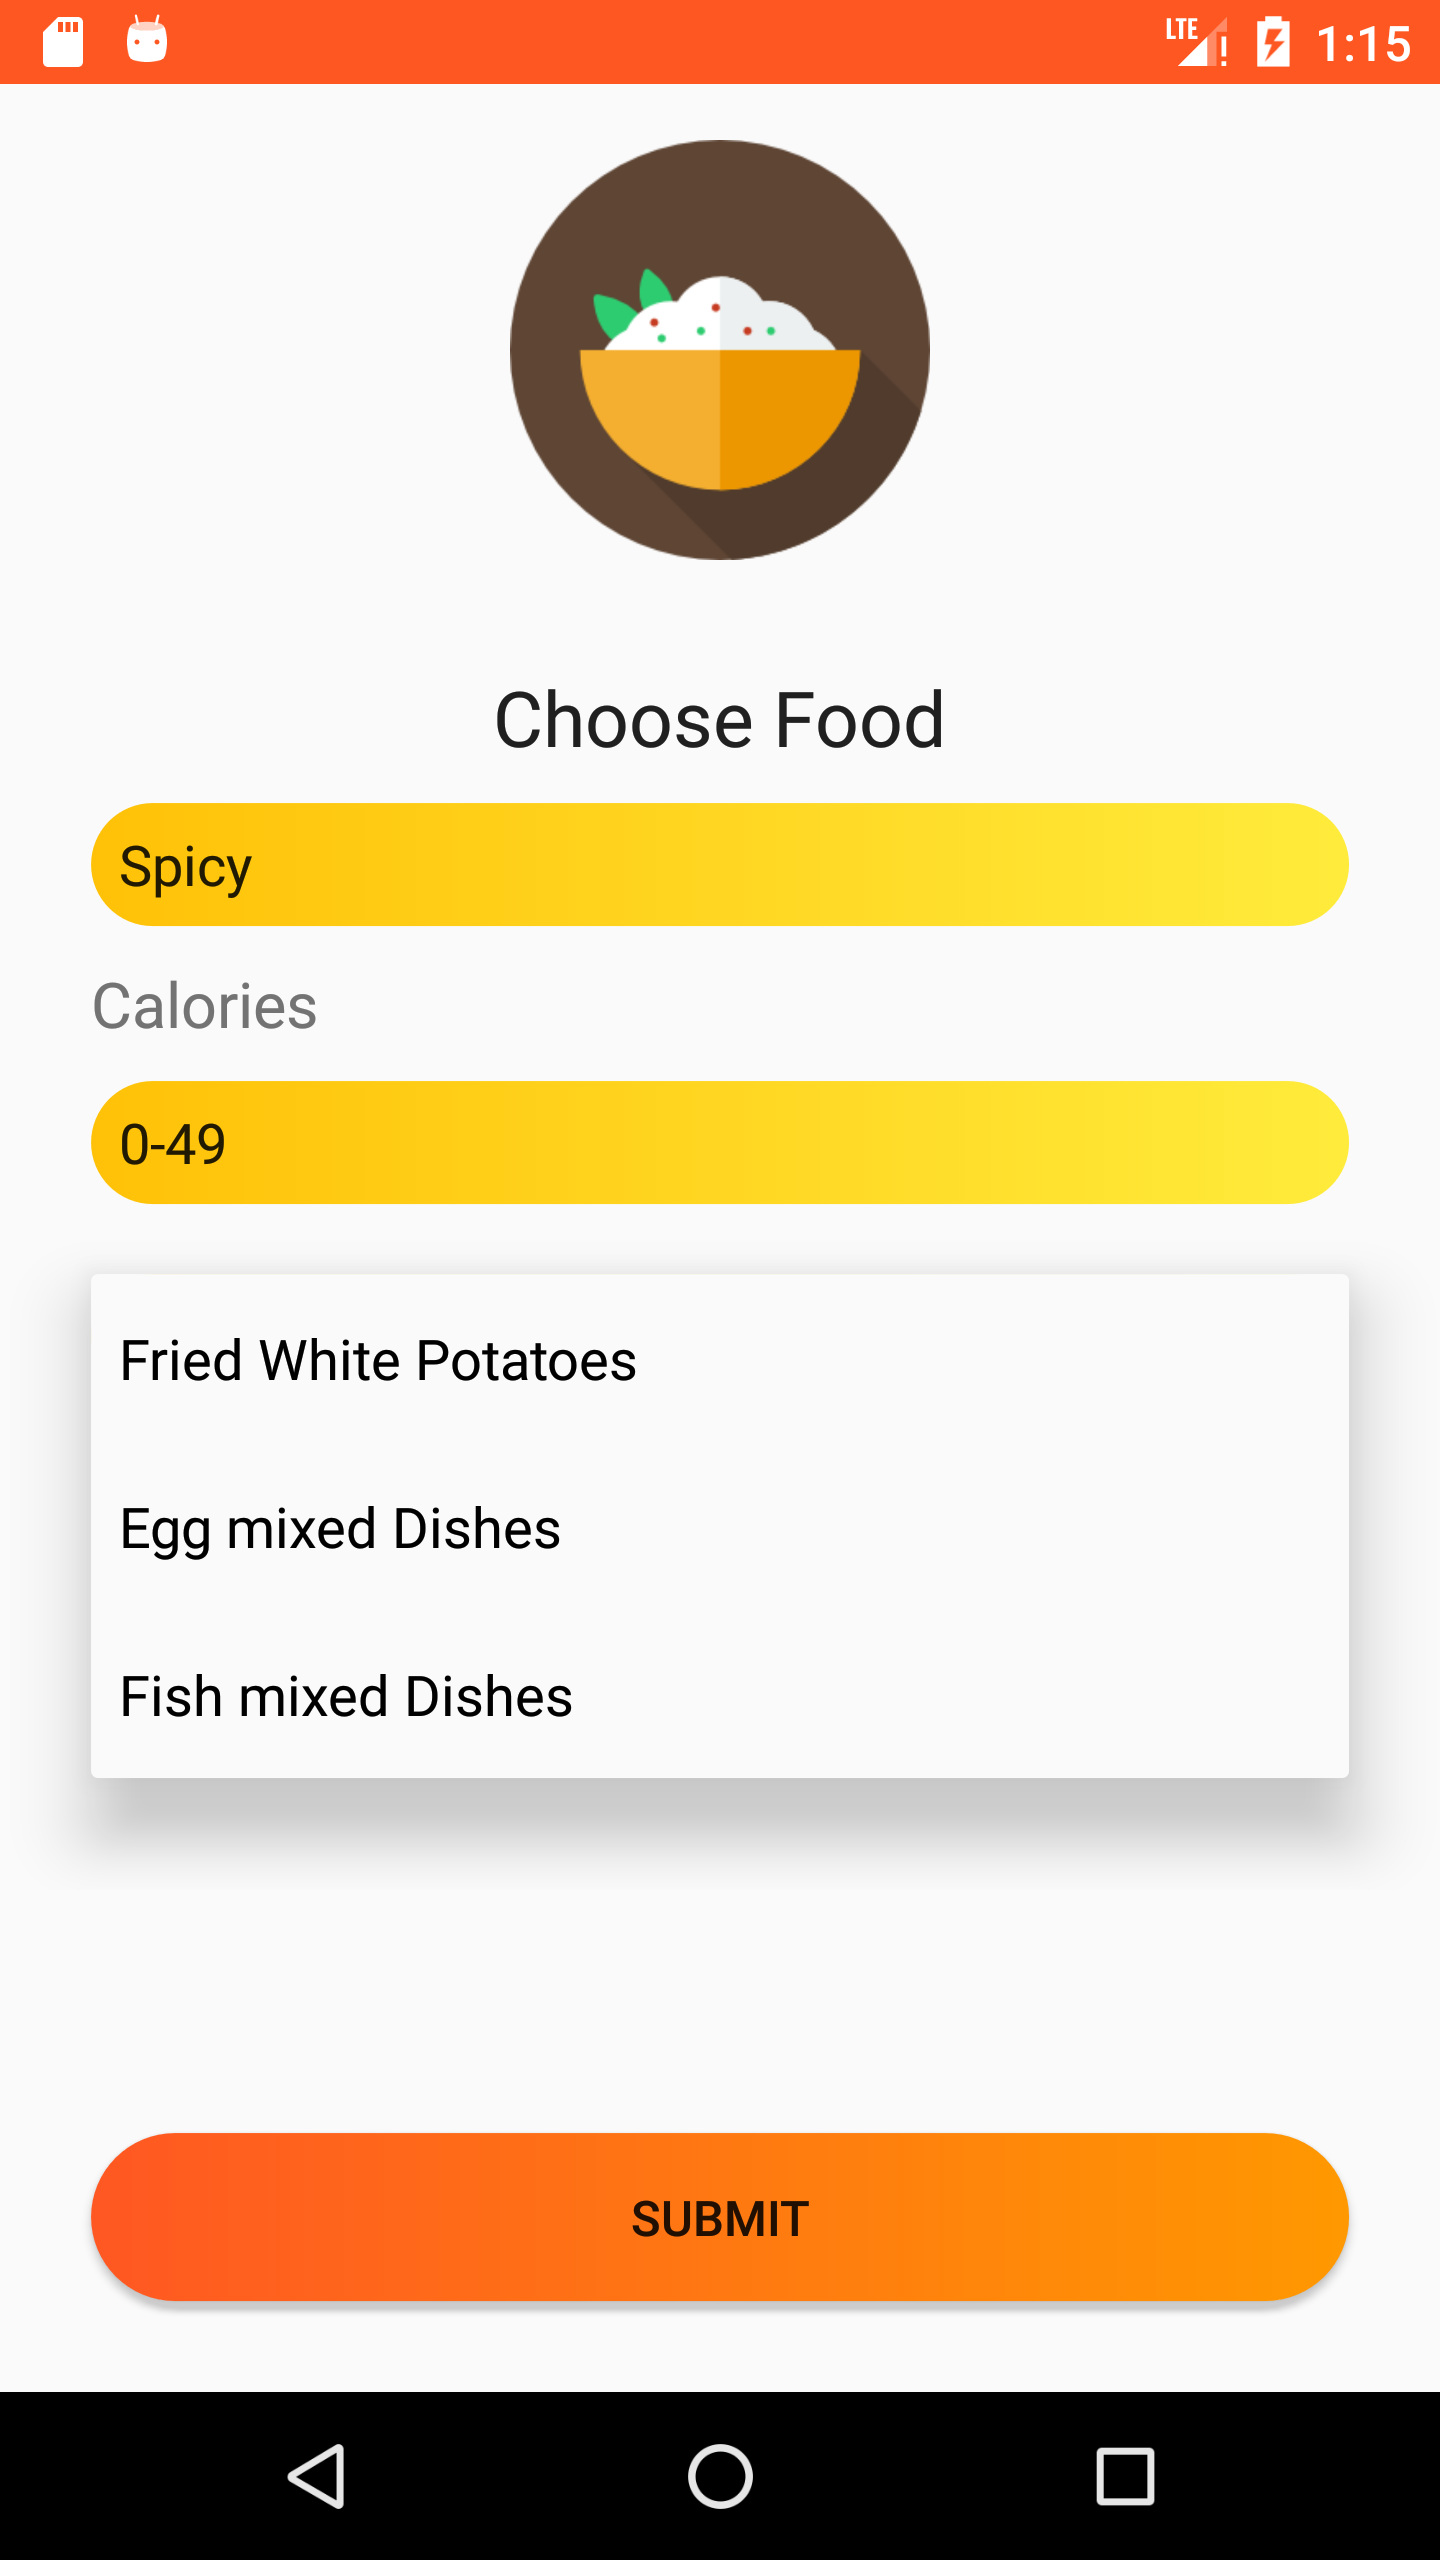 LTE 1:15
Choose Food
Spicy
Calories
0-49
Fried White Potatoes
Egg mixed Dishes
Fish mixed Dishes
SUBMIT